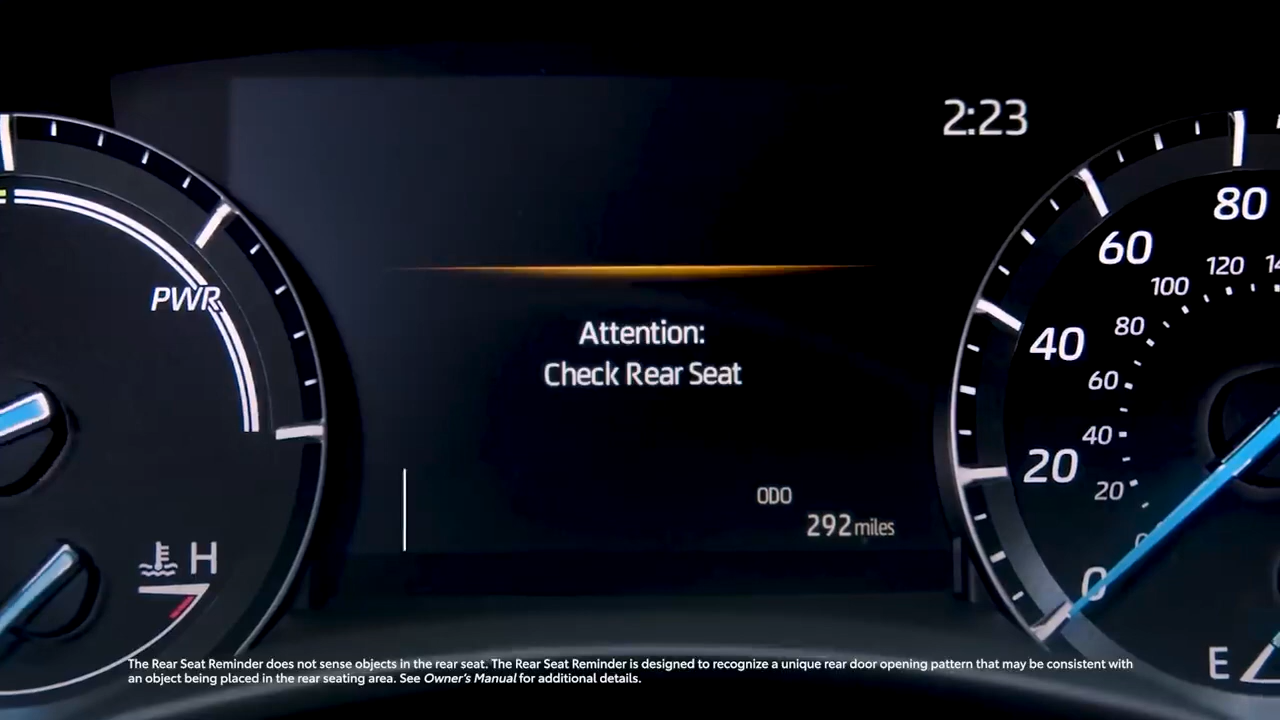 2:23
PWR
Attention:
Check Rear Seat
ODO
292 miles
H
80
60
40
20
0
120
100
80
60
40
20
E
The Rear Seat Reminder does not sense objects in the rear seat. The Rear Seat Reminder is designed to recognize a unique rear door opening pattern that may be consistent with
an object being placed in the rear seating area. See Owner's Manual for additional details.